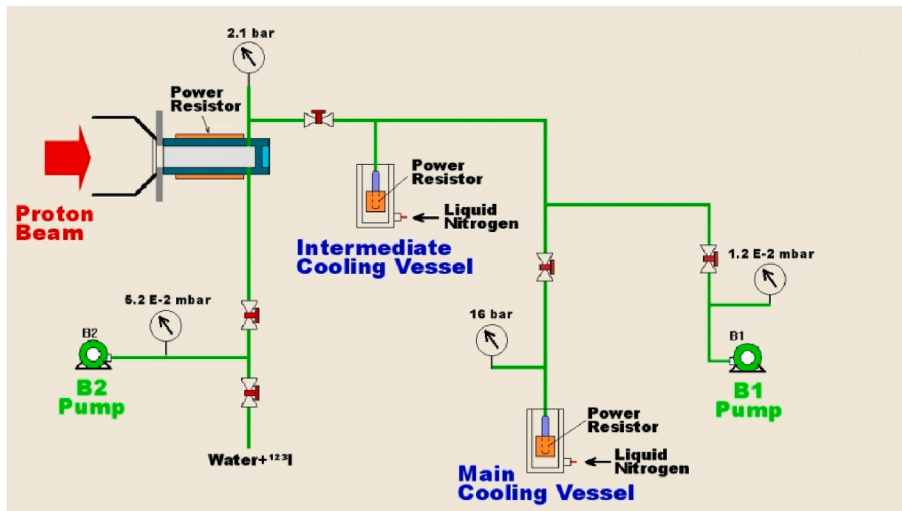 2.1 bar
Power
Resistor
Proton
Beam
Power
Resistor
Liquid
Nitrogen
Intermediate
Cooling Vessel
1.2 E-2 mbar
5.2 E-2 mbar
16 bar
B2
B2
Pump
B1
B1
Pump
Water+¹²³I
Power
Resistor
Liquid
Nitrogen
Main
Cooling Vessel